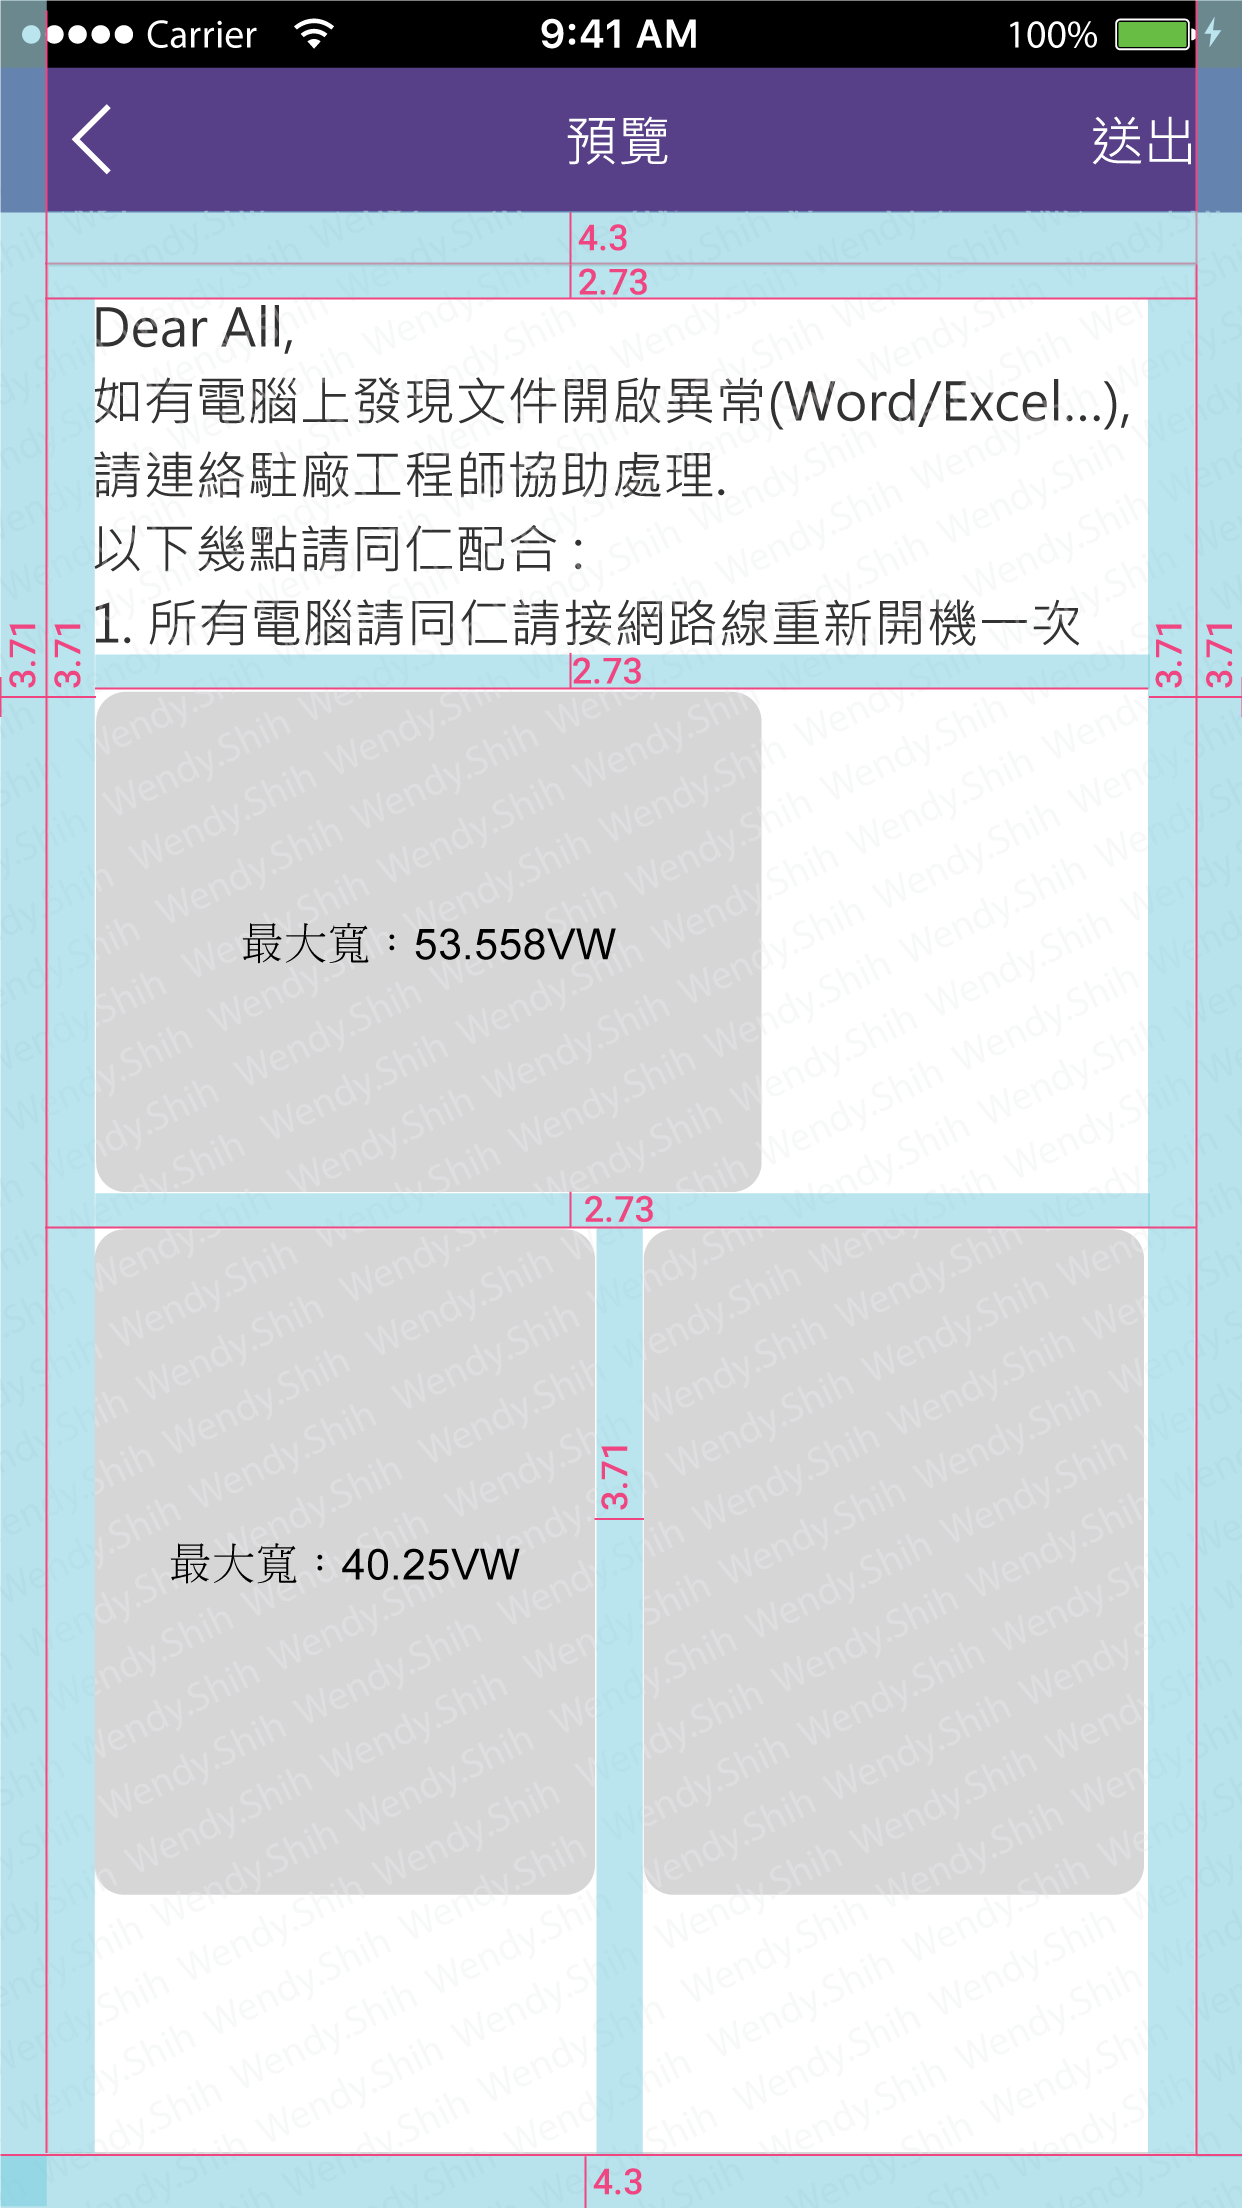 Carrier 9:41 AM 100%
預覽 送出
4.3
2.73
Dear All,
如有電腦上發現文件開啟異常(Word/Excel...),
請連絡駐廠工程師協助處理.
以下幾點請同仁配合：
1. 所有電腦請同仁請接網路線重新開機一次
3.71 3.71 2.73 3.71 3.71
最大寬：53.558VW
2.73
3.71
最大寬：40.25VW
4.3
Wendy.Shih